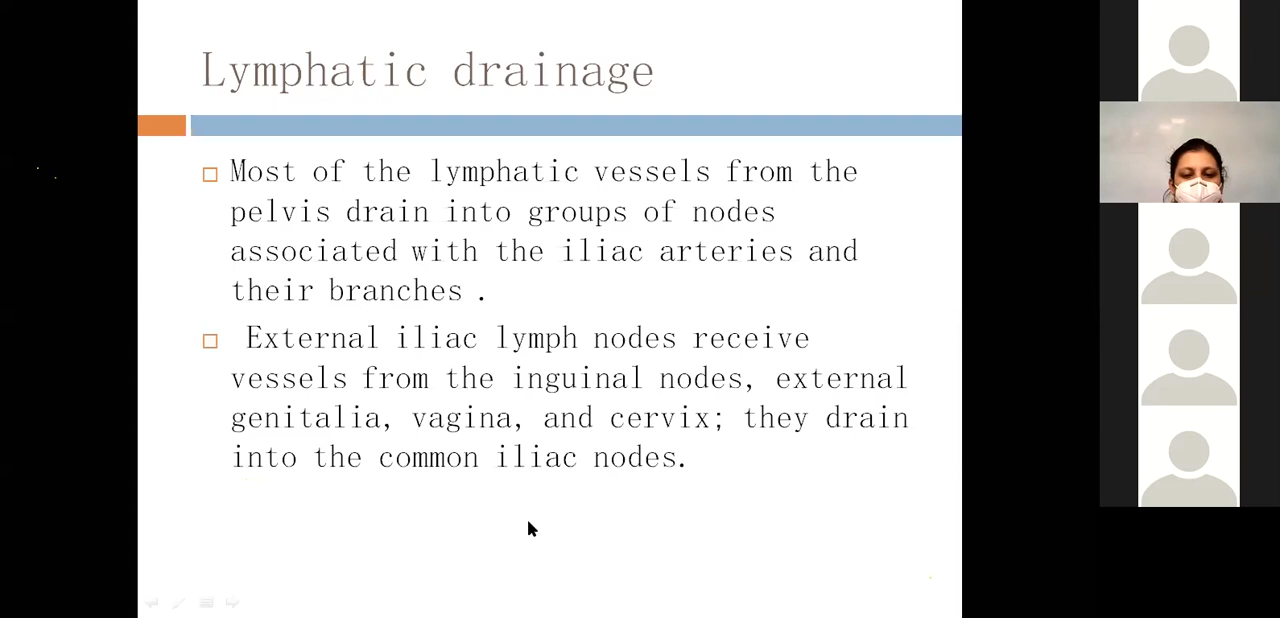 Lymphatic drainage
Most of the lymphatic vessels from the
pelvis drain into groups of nodes
associated with the iliac arteries and
their branches .
External iliac lymph nodes receive
vessels from the inguinal nodes, external
genitalia, vagina, and cervix; they drain
into the common iliac nodes.